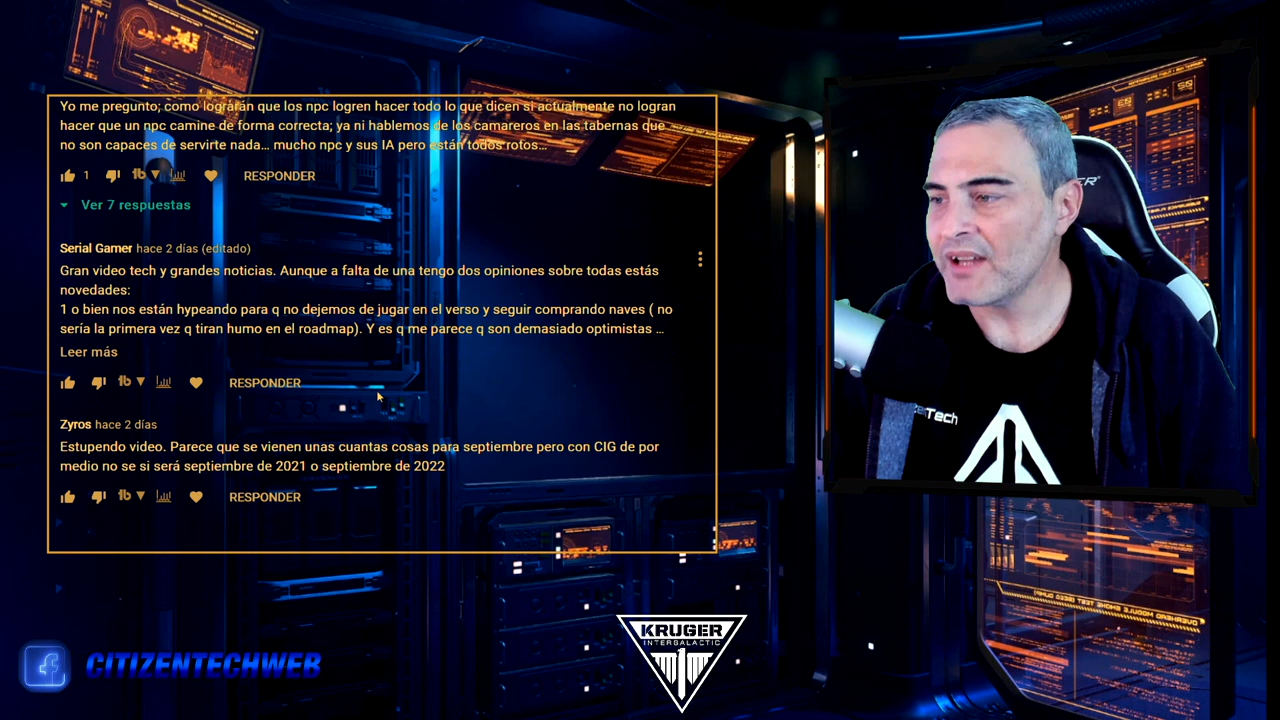 Yo me pregunto; como lograrán que los npc logren hacer todo lo que dicen si actualmente no logran
hacer que un npc camine de forma correcta; ya ni hablemos de los camareros en las tabernas que
no son capaces de servirte nada... mucho npc y sus IA pero están todos rotos...
1
RESPONDER
Ver 7 respuestas
Serial Gamer hace 2 días (editado)
Gran video tech y grandes noticias. Aunque a falta de una tengo dos opiniones sobre todas estás
novedades:
1 o bien nos están hypeando para q no dejemos de jugar en el verso y seguir comprando naves ( no
sería la primera vez q tiran humo en el roadmap). Y es q me parece q son demasiado optimistas ...
Leer más
RESPONDER
Zyros hace 2 días
Estupendo video. Parece que se vienen unas cuantas cosas para septiembre pero con CIG de por
medio no se si será septiembre de 2021 o septiembre de 2022
RESPONDER
Tech
CITIZENTECHWEB
KRUGER
INTERGALACTIC